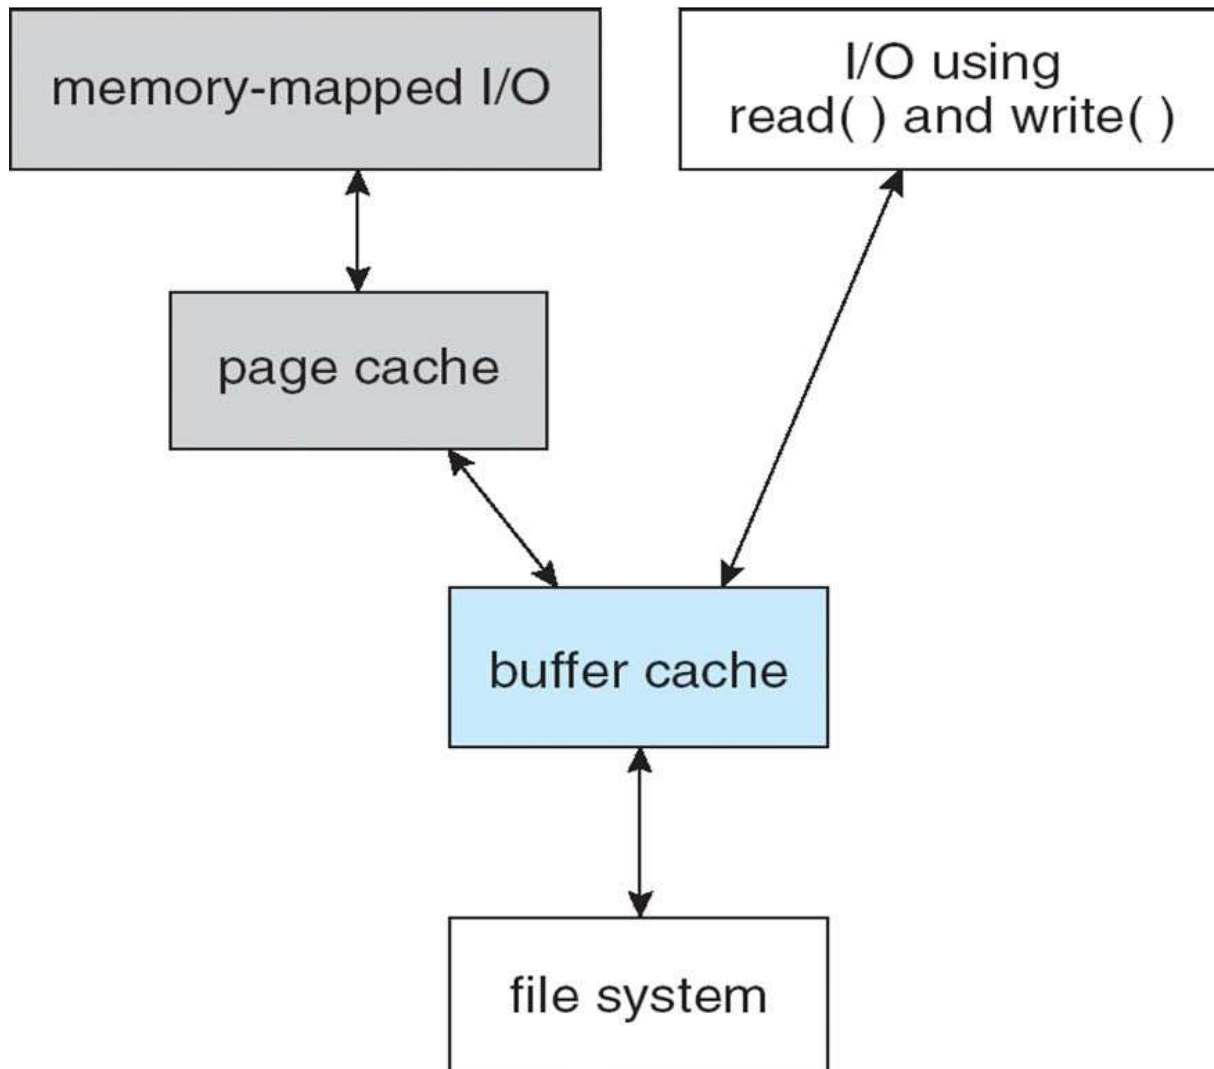 memory-mapped I/O
I/O using
read( ) and write( )
page cache
buffer cache
file system